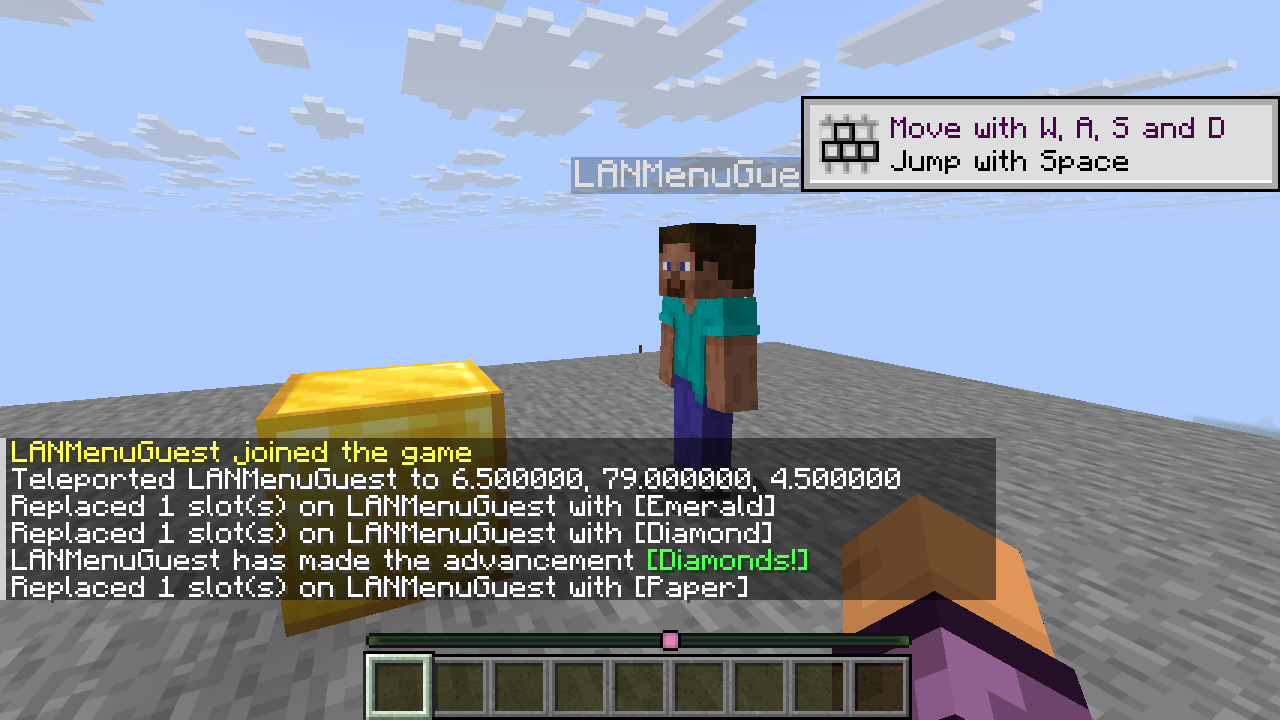 Move with W, A, S and D
Jump with Space
LANMenuGue
LANMenuGuest joined the game
Teleported LANMenuGuest to 6.500000, 79.000000, 4.500000
Replaced 1 slot(s) on LANMenuGuest with [Emerald]
Replaced 1 slot(s) on LANMenuGuest with [Diamond]
LANMenuGuest has made the advancement [Diamonds!]
Replaced 1 slot(s) on LANMenuGuest with [Paper]